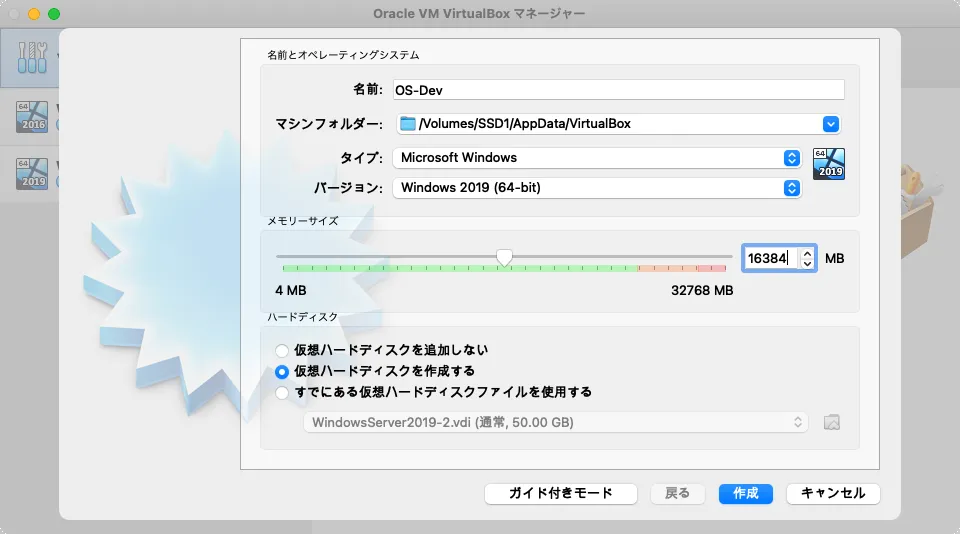 Oracle VM VirtualBox マネージャー
名前とオペレーティングシステム
名前: OS-Dev
マシンフォルダー: /Volumes/SSD1/AppData/VirtualBox
タイプ: Microsoft Windows
64
2019
バージョン: Windows 2019 (64-bit)
メモリーサイズ
16384 MB
4 MB 32768 MB
ハードディスク
仮想ハードディスクを追加しない
仮想ハードディスクを作成する
すでにある仮想ハードディスクファイルを使用する
WindowsServer2019-2.vdi (通常, 50.00 GB)
ガイド付きモード 戻る 作成 キャンセル
64
2016
64
2019